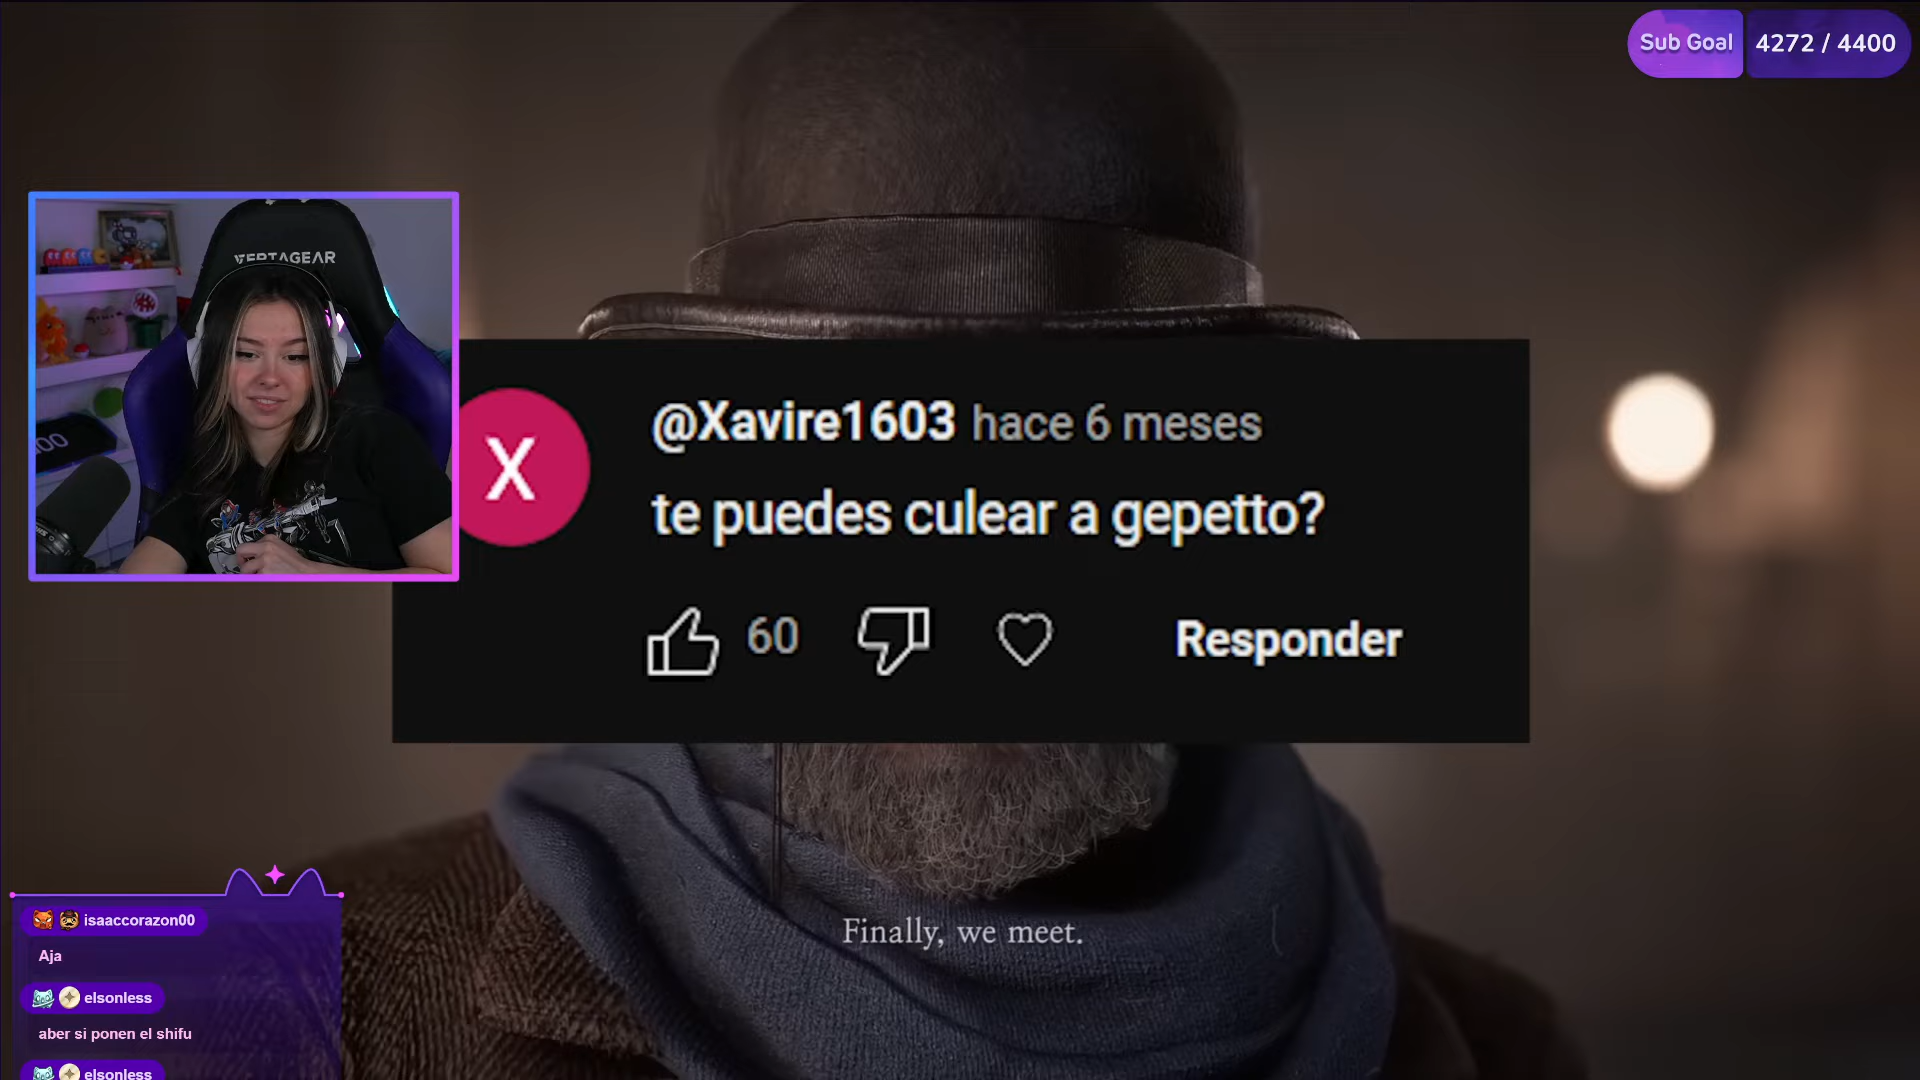 Sub Goal 4272 / 4400
VERTAGEAR
@Xavire1603 hace 6 meses
X
te puedes culear a gepetto?
60
Responder
Finally, we meet.
isaaccorazon00
Aja
elsonless
aber si ponen el shifu
elsonless